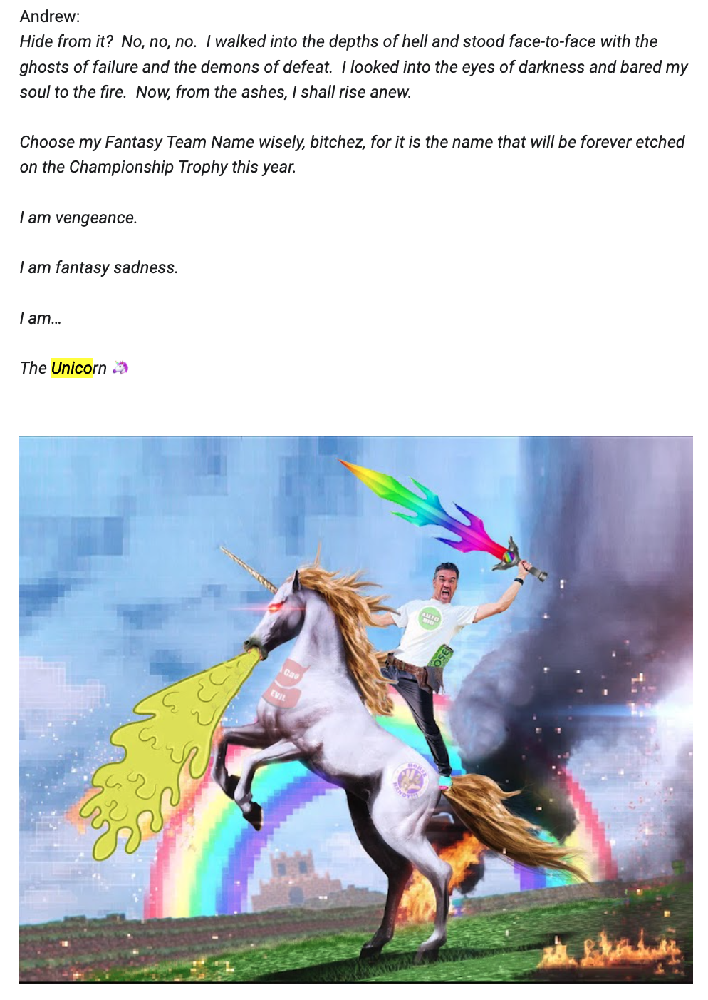 Andrew:
Hide from it?  No, no, no.  I walked into the depths of hell and stood face-to-face with the
ghosts of failure and the demons of defeat.  I looked into the eyes of darkness and bared my
soul to the fire.  Now, from the ashes, I shall rise anew.
Choose my Fantasy Team Name wisely, bitchez, for it is the name that will be forever etched
on the Championship Trophy this year.
I am vengeance.
I am fantasy sadness.
I am…
The Unicorn 🦄
AUTO
OSE
Cao
EVIL
HORSE